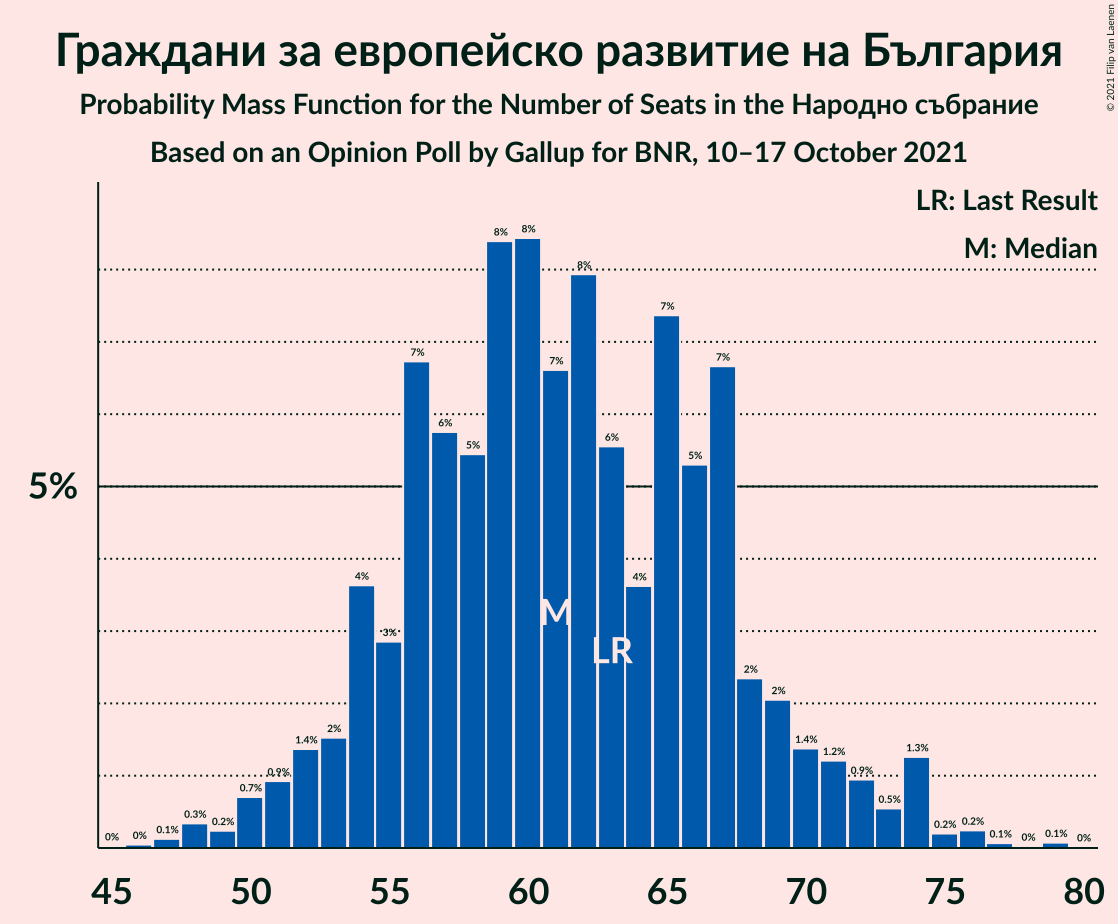 Граждани за европейско развитие на България
Probability Mass Function for the Number of Seats in the Народно събрание
Based on an Opinion Poll by Gallup for BNR, 10–17 October 2021
© 2021 Filip van Laenen
LR: Last Result
M: Median
5%
0% 0% 0.1% 0.3% 0.2% 0.7% 0.9% 1.4% 2% 4% 3% 7% 6% 5% 8% 8% 7% 8% 6% 4% 7% 5% 7% 2% 2% 1.4% 1.2% 0.9% 0.5% 1.3% 0.2% 0.2% 0.1% 0% 0.1% 0%
M
LR
45 50 55 60 65 70 75 80